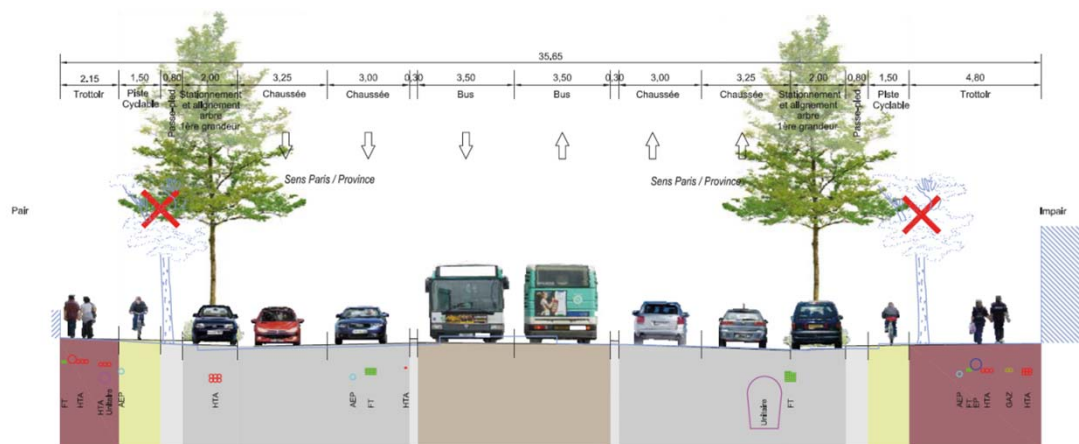 35,65
2.15 1,50 0,80 2,00 3,25 3,00 0,30 3,50 3,50 0,30 3,00 3,25 2,00 0,80 1,50 4,80
Trottoir
Piste
Cyclable
Passe-pied
Stationnement
et alignement
arbre
1ère grandeur
Chaussée
Chaussée
Bus
Bus
Chaussée
Chaussée
Stationnement
et alignement
arbre
1ère grandeur
Passe-pied
Piste
Cyclable
Trottoir
Sens Paris / Province
Sens Paris / Province
Pair
Impair
FT
HTA
HTA
Unitaire
AEP
HTA
AEP
FT
HTA
Unitaire
FT
AEP
FT
EP
HTA
GAZ
HTA